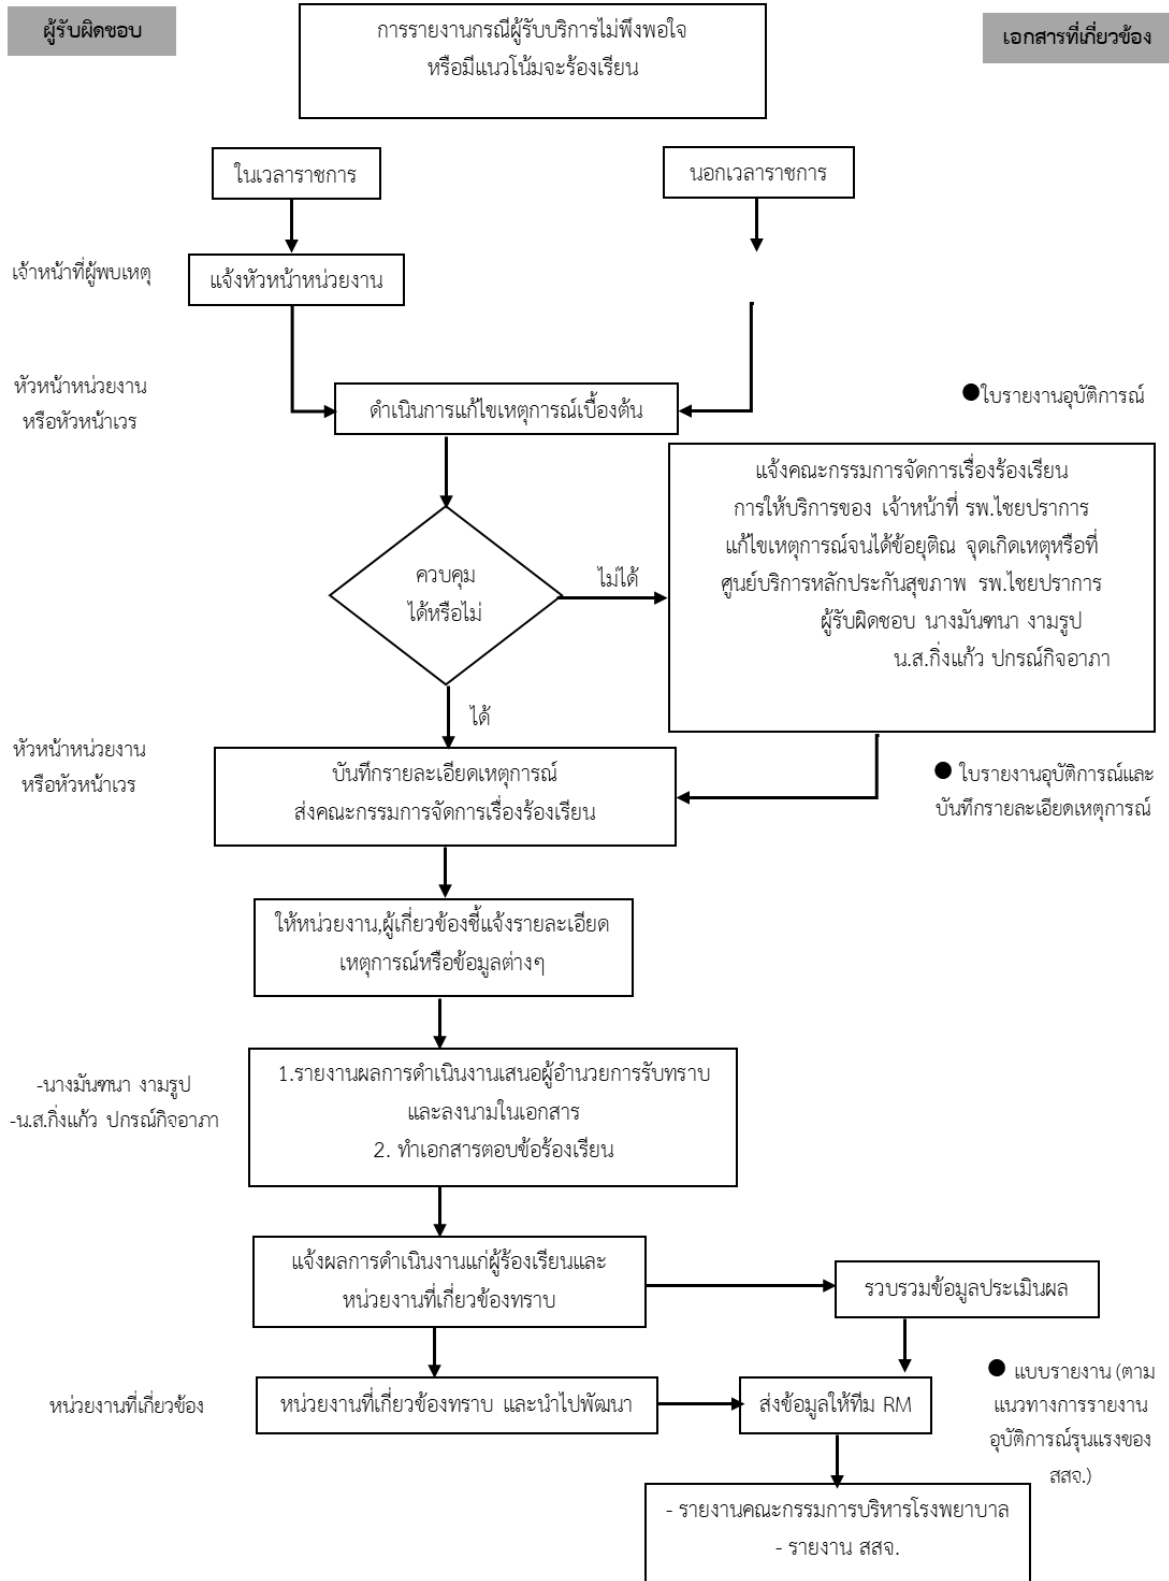 ผู้รับผิดชอบ
การรายงานกรณีผู้รับบริการไม่พึงพอใจ
หรือมีแนวโน้มจะร้องเรียน
เอกสารที่เกี่ยวข้อง
ในเวลาราชการ
นอกเวลาราชการ
เจ้าหน้าที่ผู้พบเหตุ
แจ้งหัวหน้าหน่วยงาน
หัวหน้าหน่วยงาน
หรือหัวหน้าเวร
ดำเนินการแก้ไขเหตุการณ์เบื้องต้น
●ใบรายงานอุบัติการณ์
แจ้งคณะกรรมการจัดการเรื่องร้องเรียน
การให้บริการของ เจ้าหน้าที่ รพ.ไชยปราการ
แก้ไขเหตุการณ์จนได้ข้อยุติณ จุดเกิดเหตุหรือที่
ศูนย์บริการหลักประกันสุขภาพ รพ.ไชยปราการ
ผู้รับผิดชอบ นางมันฑนา งามรูป
น.ส.กิ่งแก้ว ปกรณ์กิจอาภา
ควบคุม
ได้หรือไม่
ไม่ได้
ได้
หัวหน้าหน่วยงาน
หรือหัวหน้าเวร
บันทึกรายละเอียดเหตุการณ์
ส่งคณะกรรมการจัดการเรื่องร้องเรียน
● ใบรายงานอุบัติการณ์และ
บันทึกรายละเอียดเหตุการณ์
ให้หน่วยงาน,ผู้เกี่ยวข้องชี้แจ้งรายละเอียด
เหตุการณ์หรือข้อมูลต่างๆ
-นางมันฑนา งามรูป
-น.ส.กิ่งแก้ว ปกรณ์กิจอาภา
1.รายงานผลการดำเนินงานเสนอผู้อำนวยการรับทราบ
และลงนามในเอกสาร
2. ทำเอกสารตอบข้อร้องเรียน
แจ้งผลการดำเนินงานแก่ผู้ร้องเรียนและ
หน่วยงานที่เกี่ยวข้องทราบ
รวบรวมข้อมูลประเมินผล
หน่วยงานที่เกี่ยวข้อง
หน่วยงานที่เกี่ยวข้องทราบ และนำไปพัฒนา
ส่งข้อมูลให้ทีม RM
● แบบรายงาน (ตาม
แนวทางการรายงาน
อุบัติการณ์รุนแรงของ
สสจ.)
- รายงานคณะกรรมการบริหารโรงพยาบาล
- รายงาน สสจ.